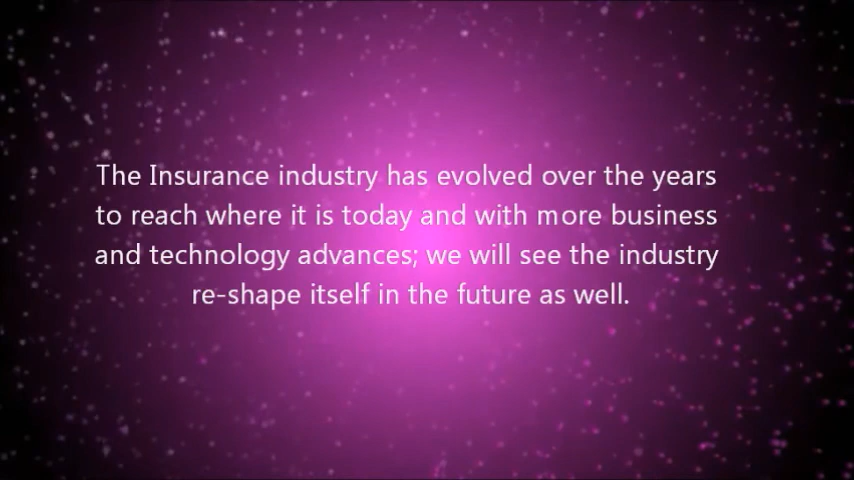 The Insurance industry has evolved over the years
to reach where it is today and with more business
and technology advances; we will see the industry
re-shape itself in the future as well.